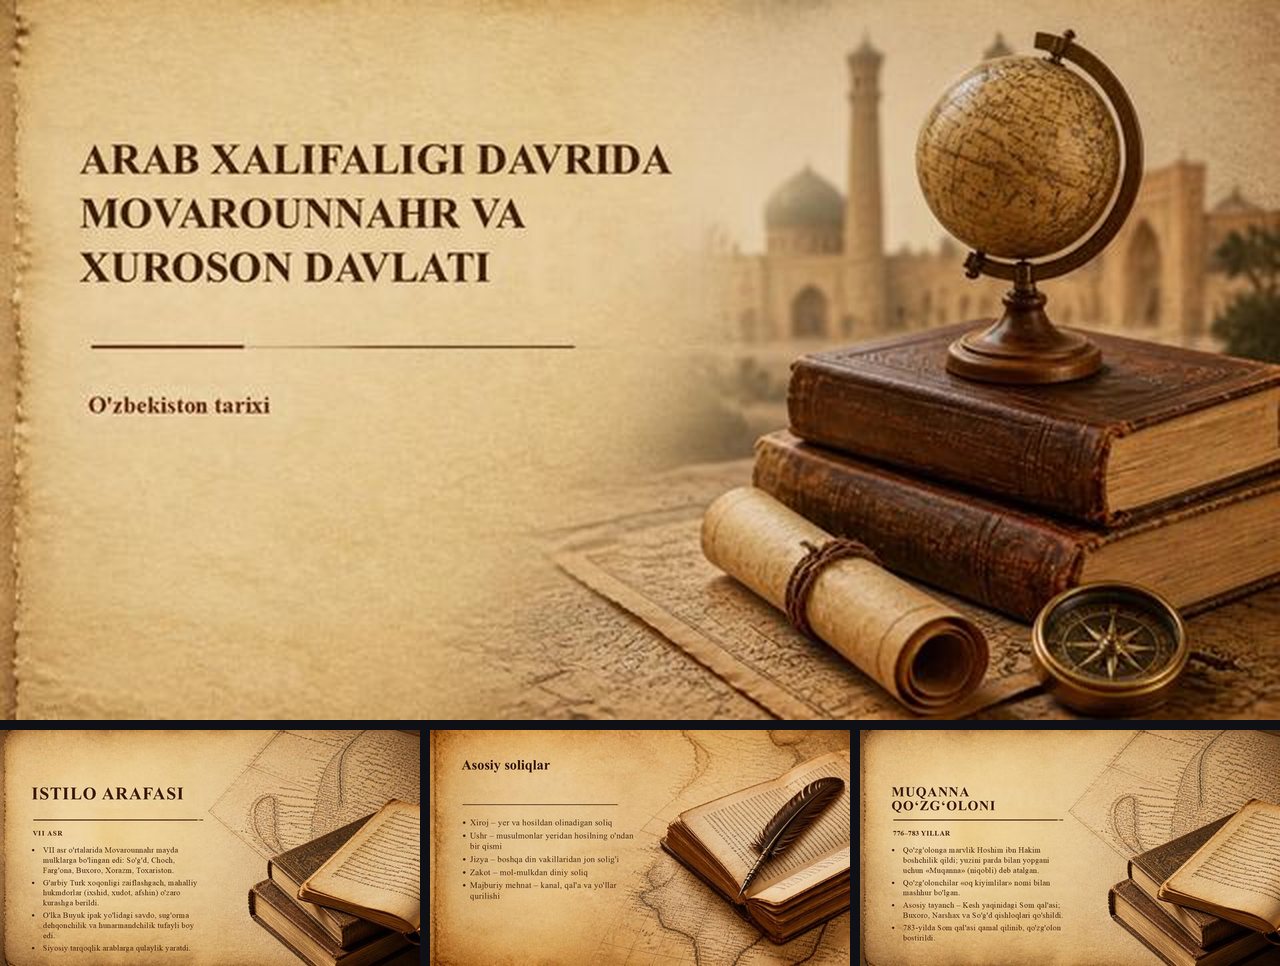 ARAB XALIFALIGI DAVRIDA
MOVAROUNNAHR VA
XUROSON DAVLATI
O'zbekiston tarixi
ISTILO ARAFASI
VII ASR
• VII asr o'rtalarida Movarounnahr mayda
mulklarga bo'lingan edi: So'g'd, Choch,
Farg'ona, Buxoro, Xorazm, Toxariston.
• G'arbiy Turk xoqonligi zaiflashgach, mahalliy
hukmdorlar (ixshid, xudot, afshin) o'zaro
kurashga berildi.
• O'lka Buyuk ipak yo'lidagi savdo, sug'orma
dehqonchilik va hunarmandchilik tufayli boy
edi.
• Siyosiy tarqoqlik arablarga qulaylik yaratdi.
Asosiy soliqlar
• Xiroj – yer va hosildan olinadigan soliq
• Ushr – musulmonlar yeridan hosilning o'ndan
bir qismi
• Jizya – boshqa din vakillaridan jon solig'i
• Zakot – mol-mulkdan diniy soliq
• Majburiy mehnat – kanal, qal'a va yo'llar
qurilishi
MUQANNA
QO‘ZG‘OLONI
776–783 YILLAR
• Qo'zg'olonga marvlik Hoshim ibn Hakim
boshchilik qildi; yuzini parda bilan yopgani
uchun «Muqanna» (niqobli) deb atalgan.
• Qo'zg'olonchilar «oq kiyimlilar» nomi bilan
mashhur bo'lgan.
• Asosiy tayanch – Kesh yaqinidagi Som qal'asi;
Buxoro, Narshax va So'g'd qishloqlari qo'shildi.
• 783-yilda Som qal'asi qamal qilinib, qo'zg'olon
bostirildi.